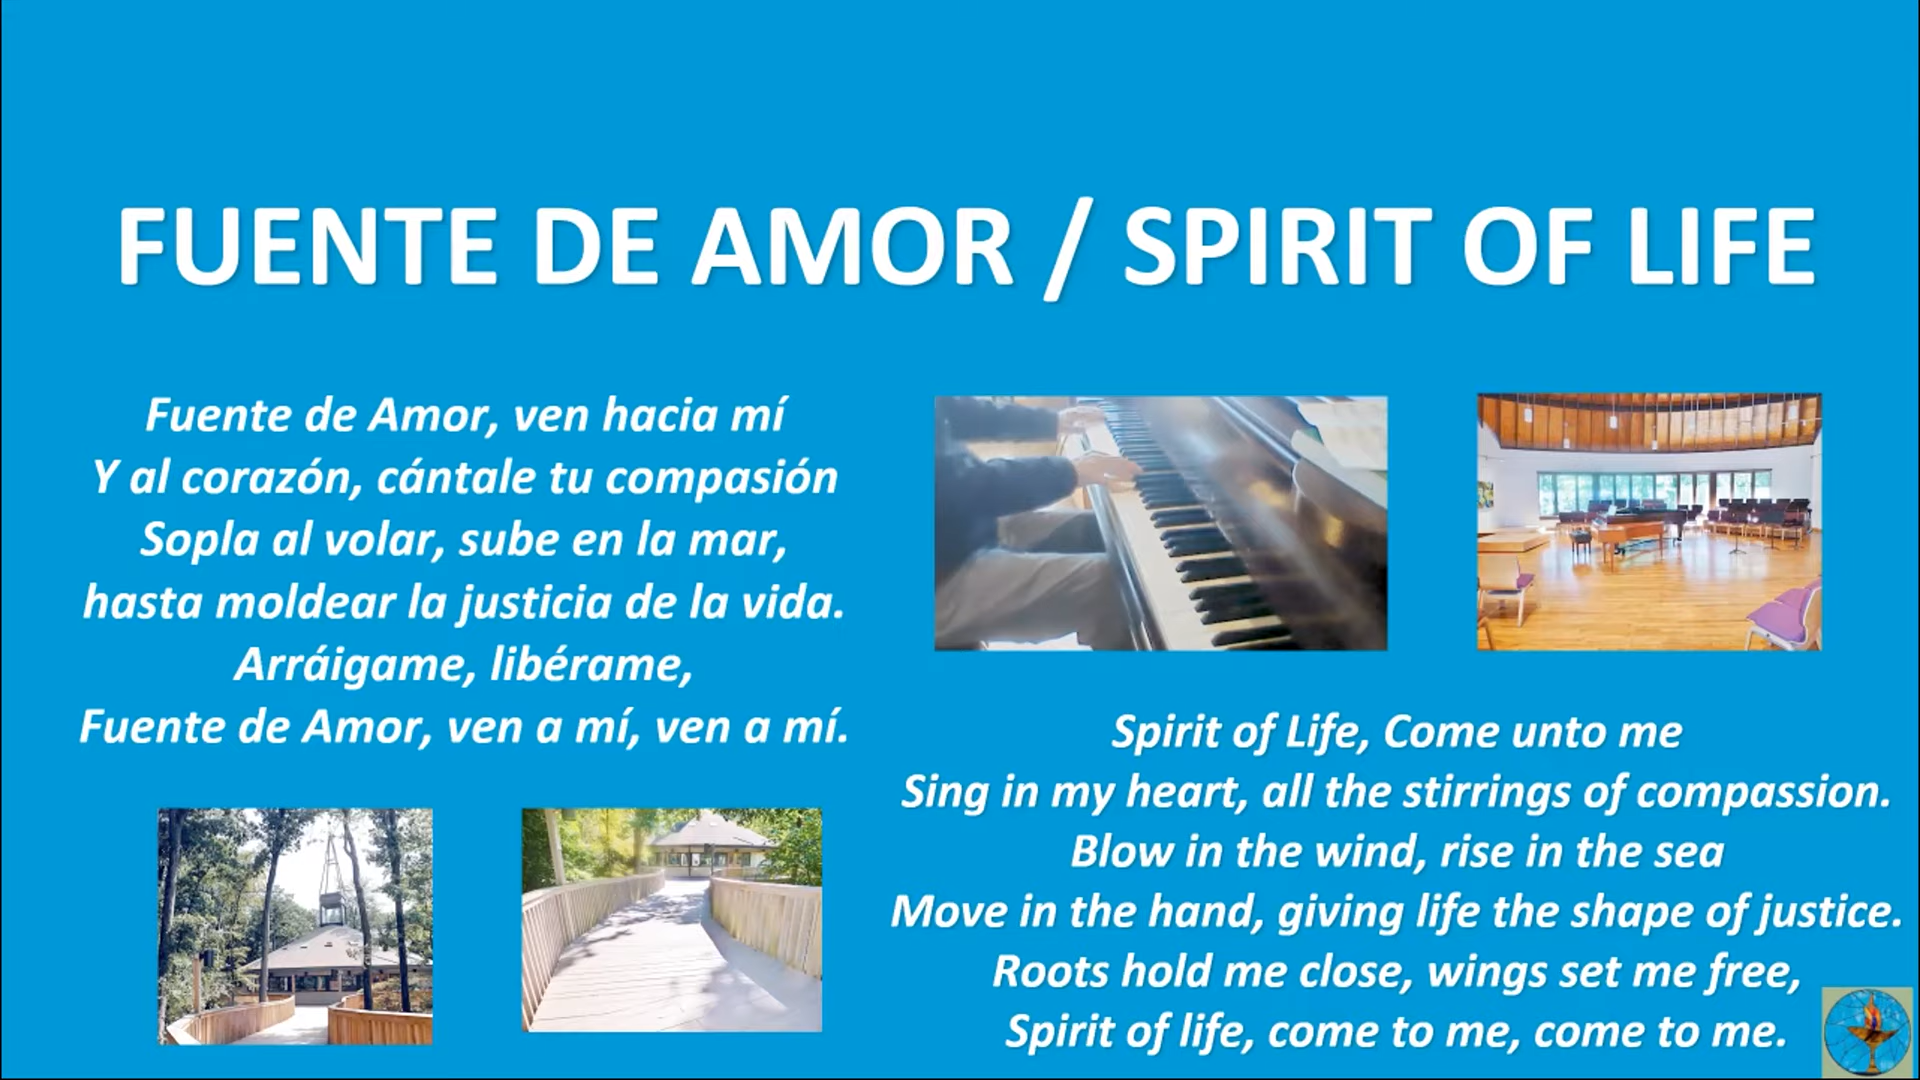 FUENTE DE AMOR / SPIRIT OF LIFE
Fuente de Amor, ven hacia mí
Y al corazón, cántale tu compasión
Sopla al volar, sube en la mar,
hasta moldear la justicia de la vida.
Arráigame, libérame,
Fuente de Amor, ven a mí, ven a mí.
Spirit of Life, Come unto me
Sing in my heart, all the stirrings of compassion.
Blow in the wind, rise in the sea
Move in the hand, giving life the shape of justice.
Roots hold me close, wings set me free,
Spirit of life, come to me, come to me.